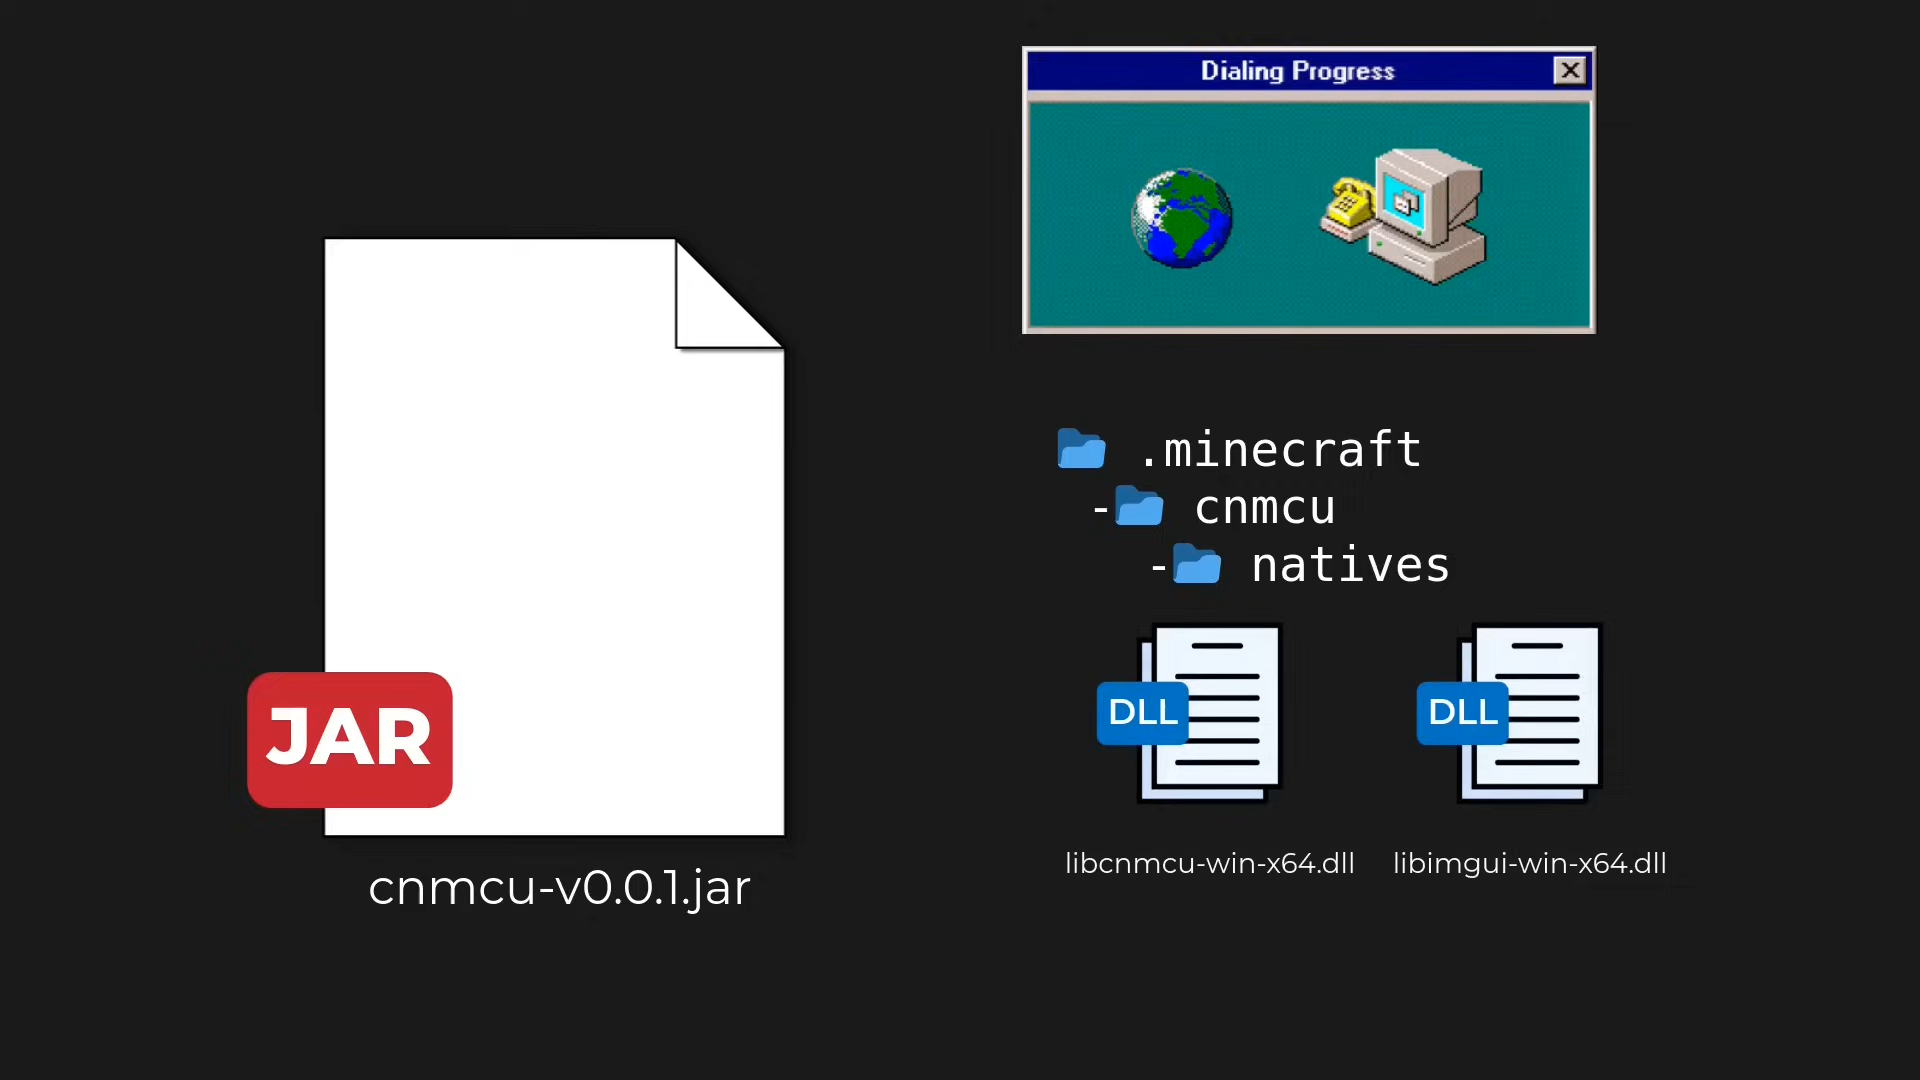 Dialing Progress
.minecraft
- cnmcu
- natives
JAR
DLL
DLL
libcnmcu-win-x64.dll
libimgui-win-x64.dll
cnmcu-v0.0.1.jar